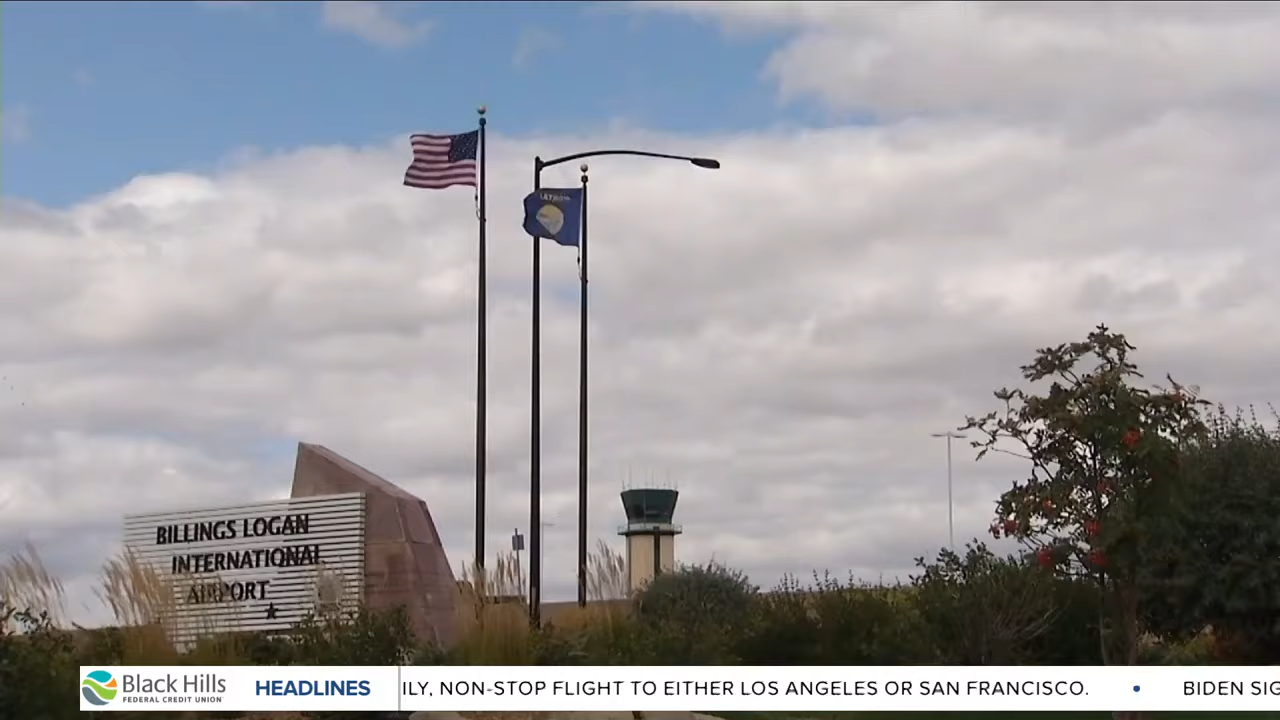 BILLINGS LOGAN
INTERNATIONAL
AIRPORT
Black Hills
FEDERAL CREDIT UNION
HEADLINES
ILY, NON-STOP FLIGHT TO EITHER LOS ANGELES OR SAN FRANCISCO. • BIDEN SIG